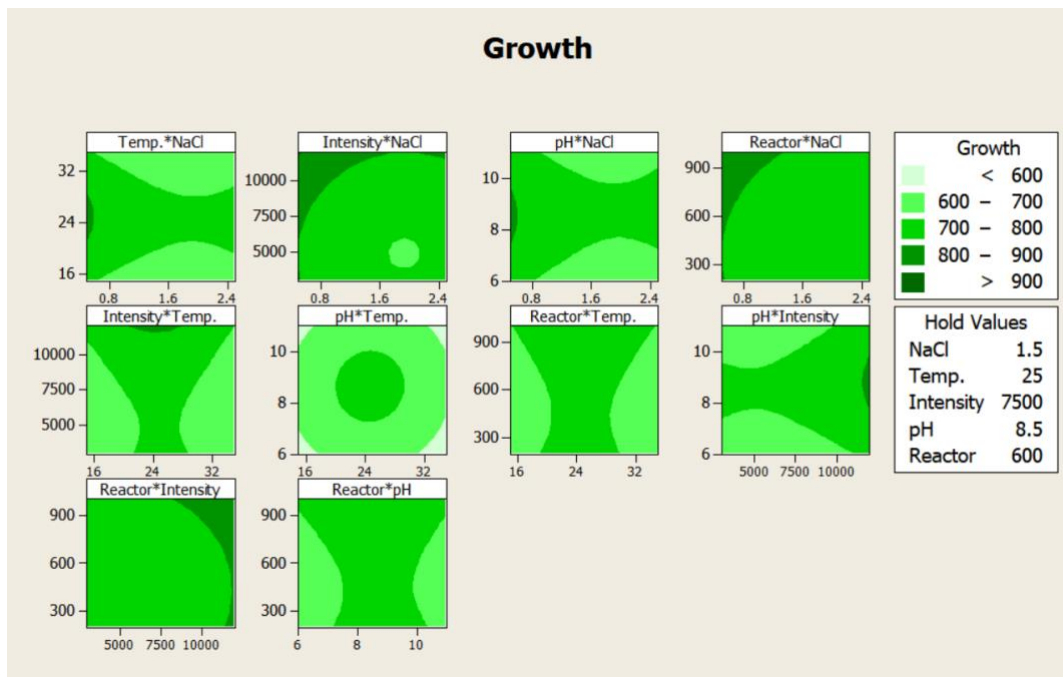 Growth
Temp.*NaCl
32
24
16
0.8 1.6 2.4
Intensity*NaCl
10000
7500
5000
0.8 1.6 2.4
pH*NaCl
10
8
6
0.8 1.6 2.4
Reactor*NaCl
900
600
300
0.8 1.6 2.4
Growth
< 600
600 – 700
700 – 800
800 – 900
> 900
Intensity*Temp.
10000
7500
5000
16 24 32
pH*Temp.
10
8
6
16 24 32
Reactor*Temp.
900
600
300
16 24 32
pH*Intensity
10
8
6
5000 7500 10000
Hold Values
NaCl 1.5
Temp. 25
Intensity 7500
pH 8.5
Reactor 600
Reactor*Intensity
900
600
300
5000 7500 10000
Reactor*pH
900
600
300
6 8 10